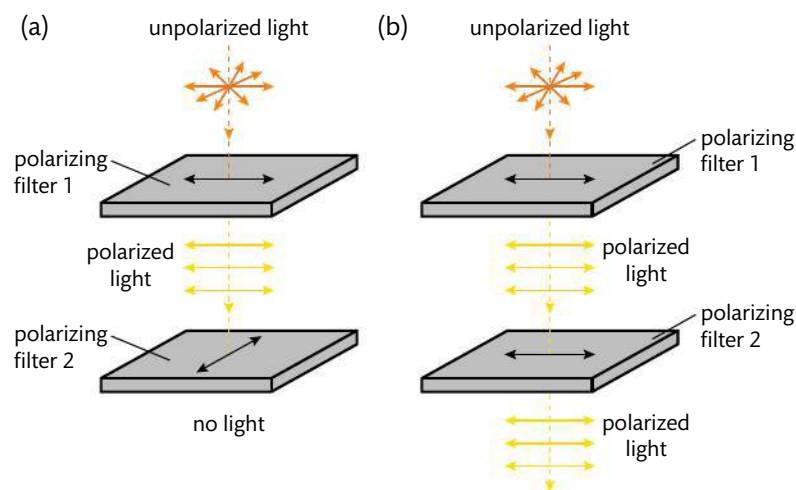 (a)
unpolarized light
polarizing
filter 1
polarized
light
polarizing
filter 2
no light
(b)
unpolarized light
polarizing
filter 1
polarized
light
polarizing
filter 2
polarized
light